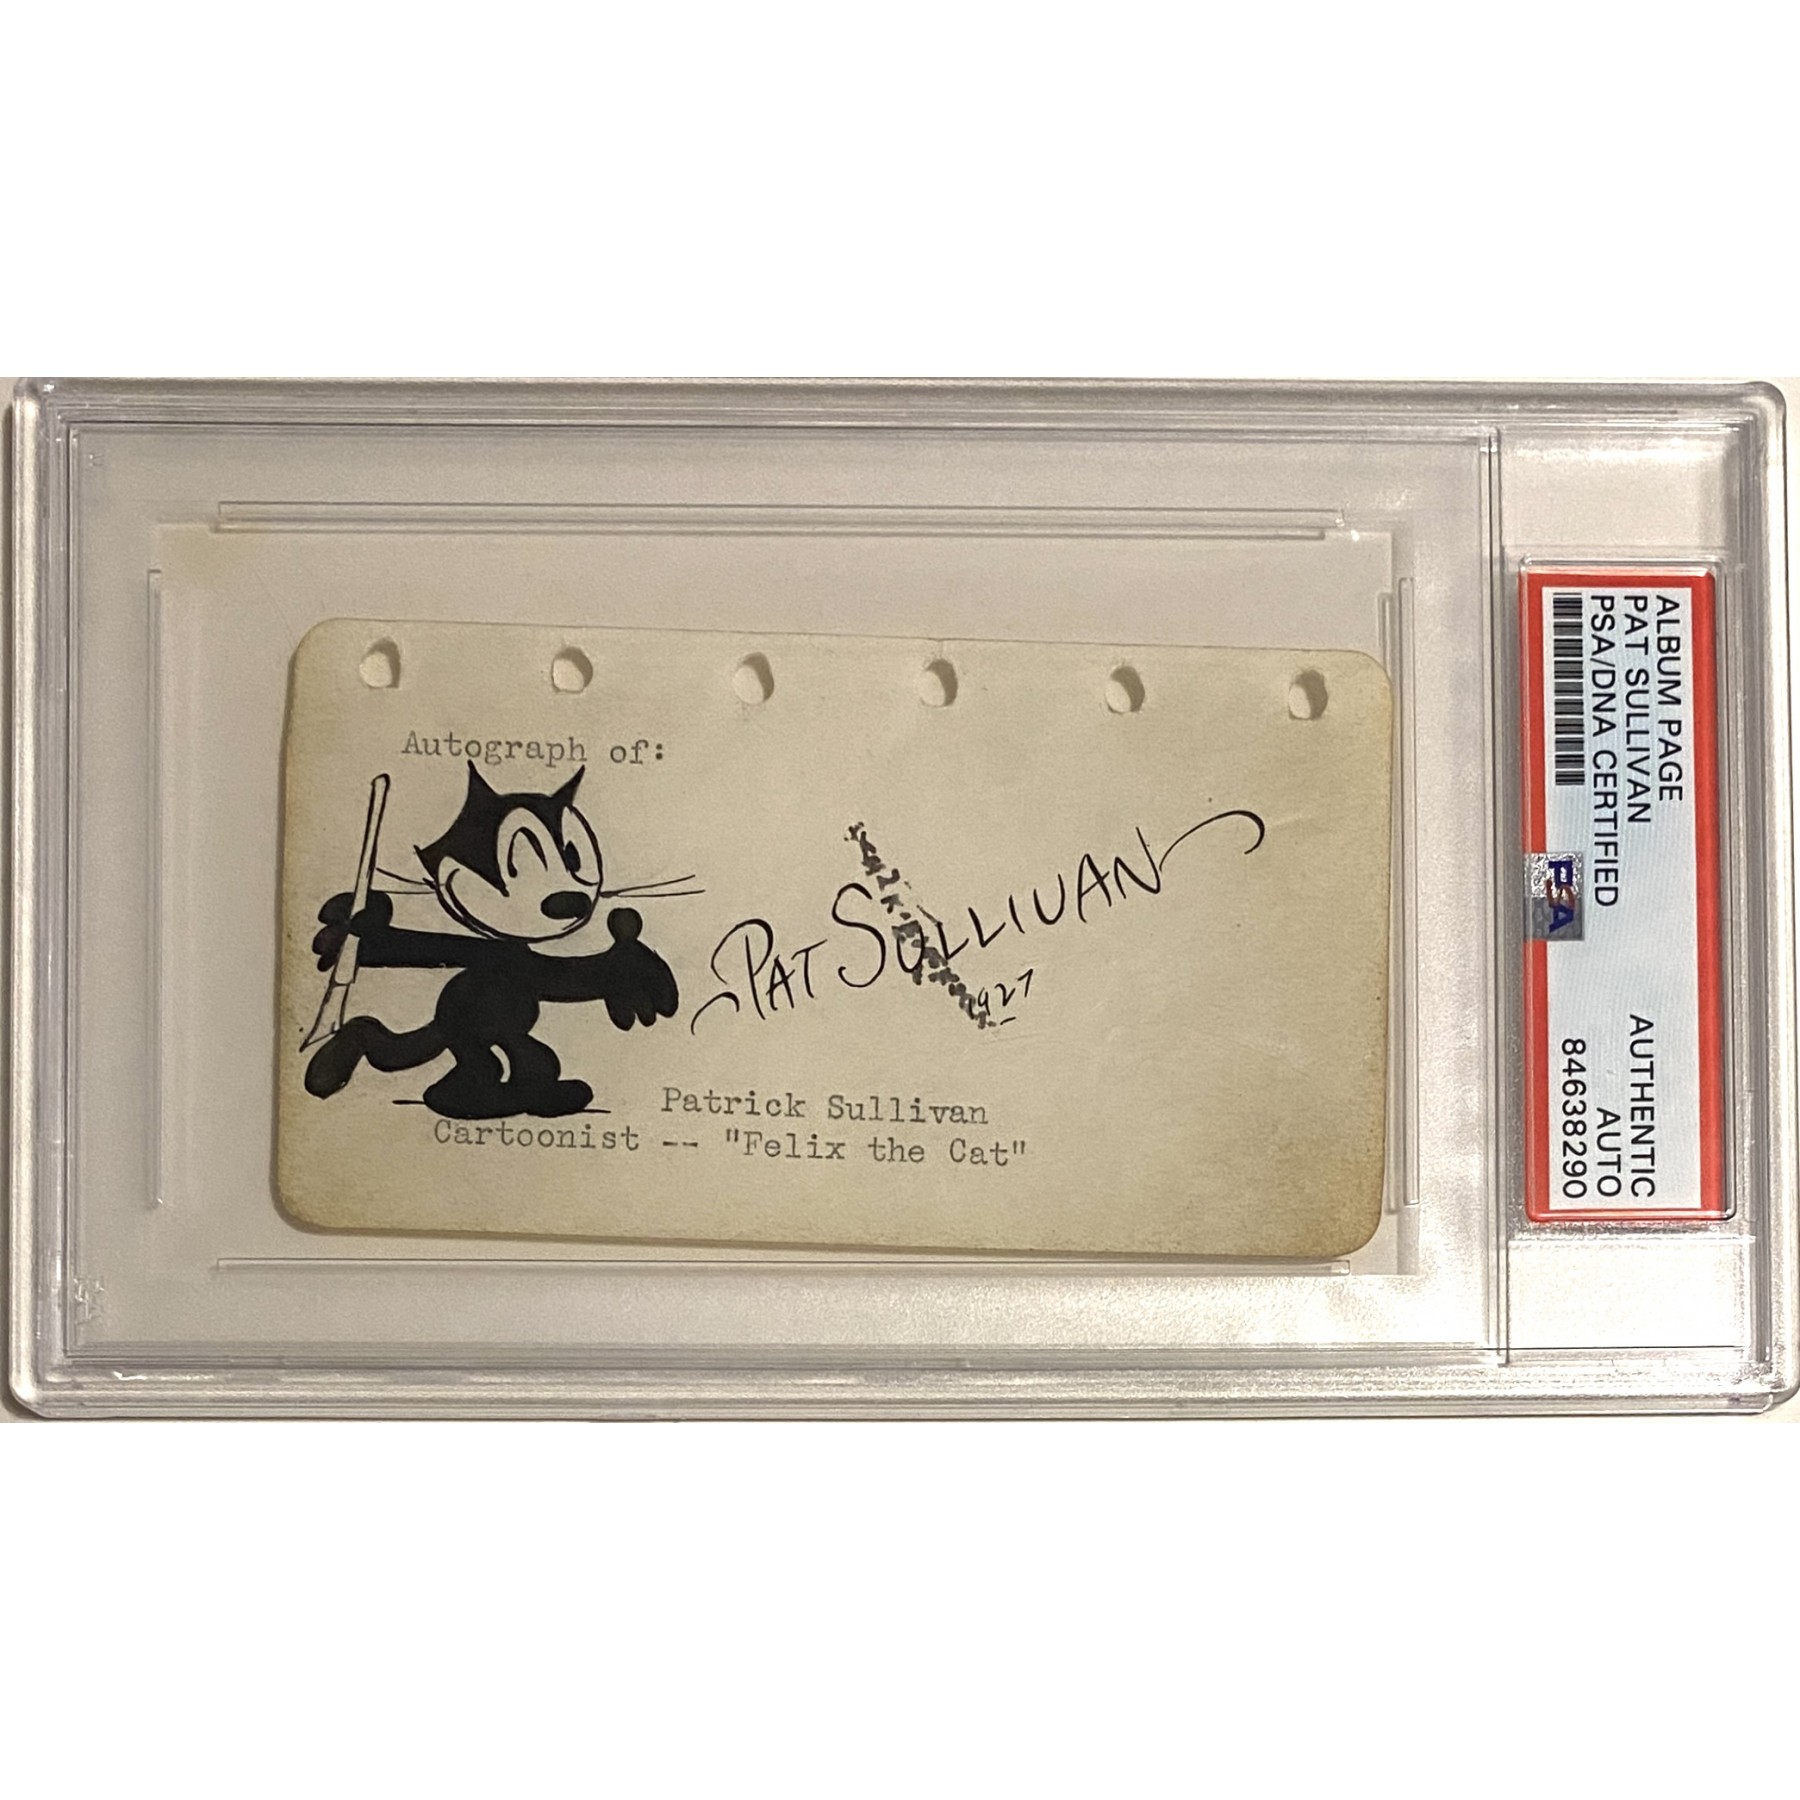 Autograph of:
PAT SULLIVAN
1927
Patrick Sullivan
Cartoonist -- "Felix the Cat"
ALBUM PAGE
PAT SULLIVAN AUTHENTIC
PSA/DNA CERTIFIED AUTO
84638290
PSA